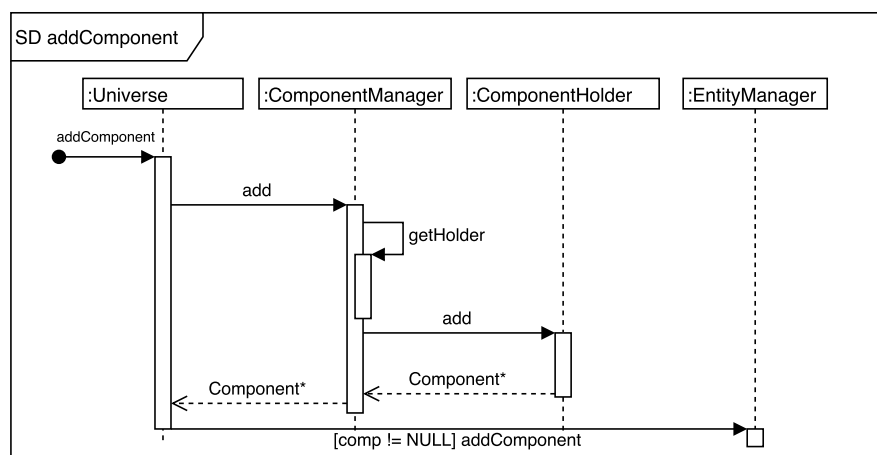 SD addComponent
:Universe
:ComponentManager
:ComponentHolder
:EntityManager
addComponent
add
getHolder
add
Component*
Component*
[comp != NULL] addComponent